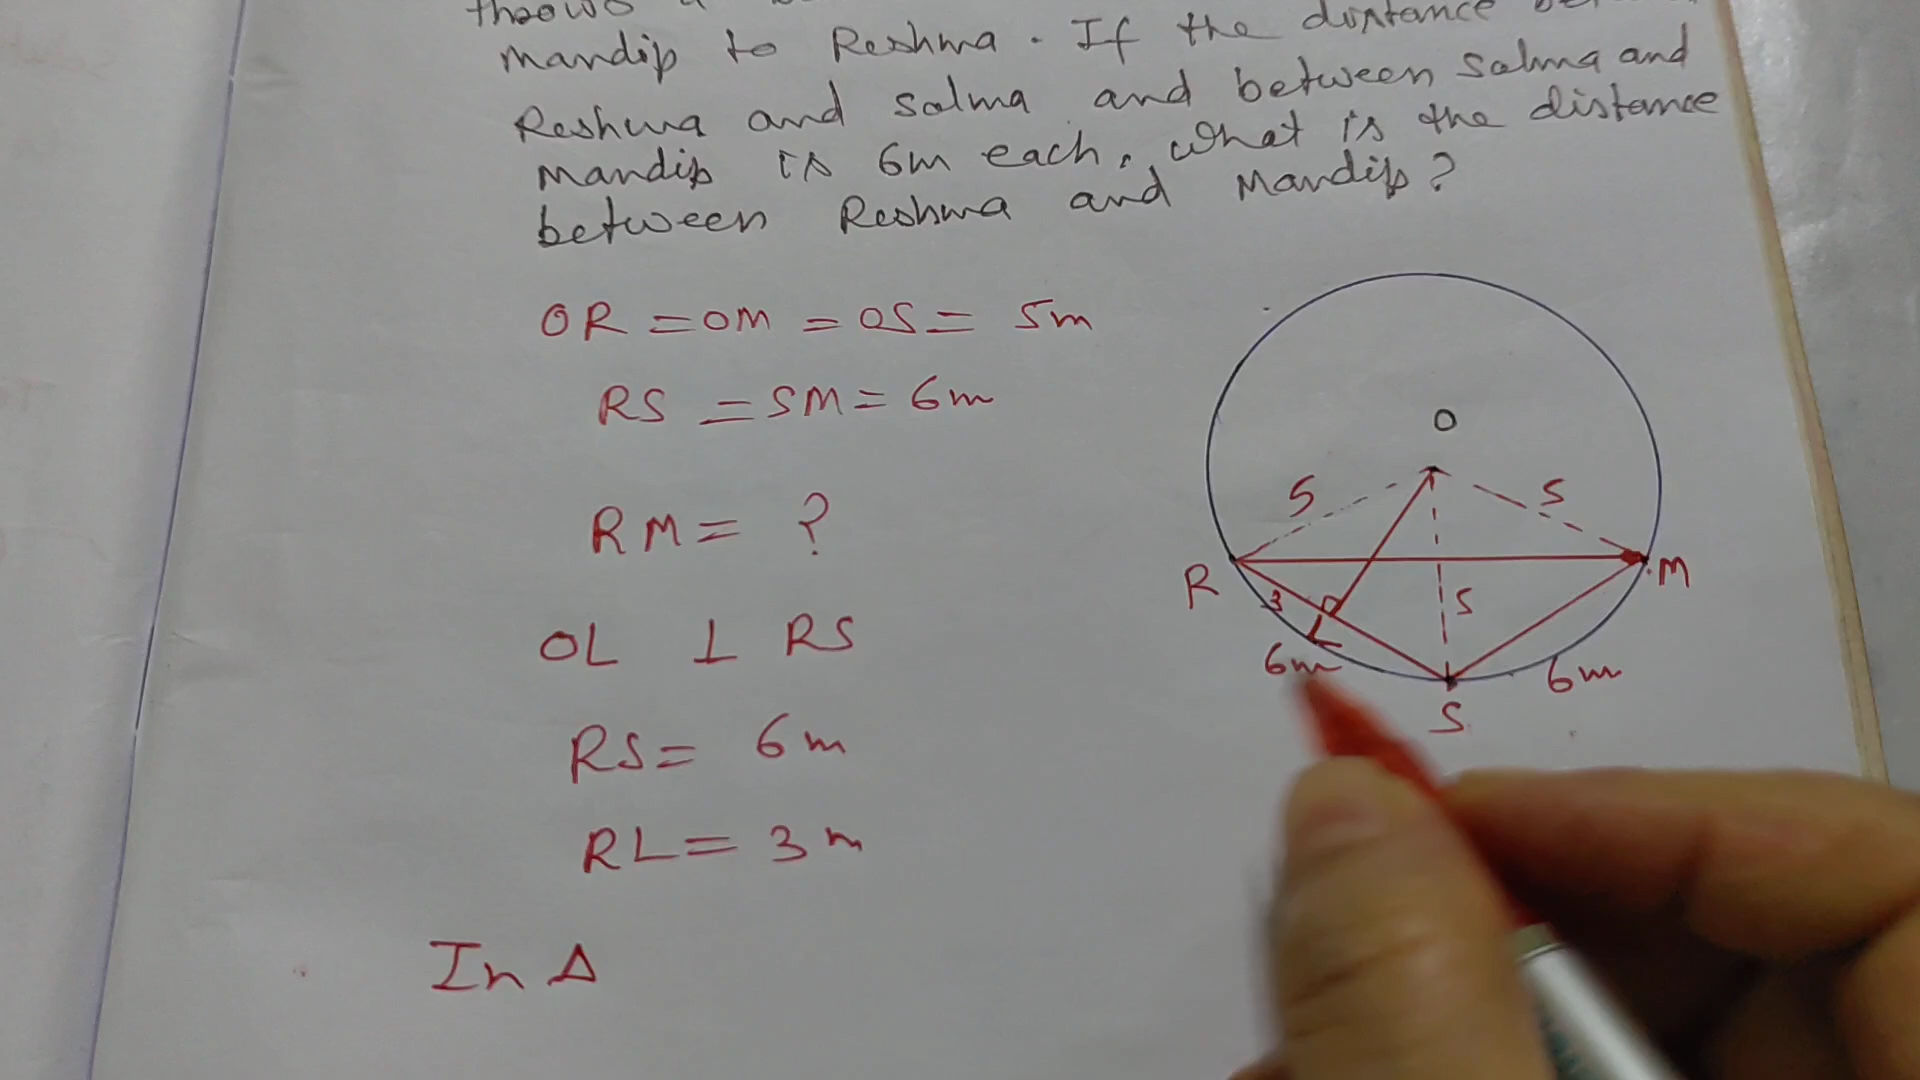 throws
mandip to Reshma. If the distance
Reshma and salma and between salma and
mandip is 6m each, what is the distance
between Reshma and Mandip?
OR = OM = OS = 5m
RS = SM = 6m
RM = ?
OL ⊥ RS
RS = 6m
RL = 3m
In Δ
O
5
5
R
M
3
5
L
6m
6m
S